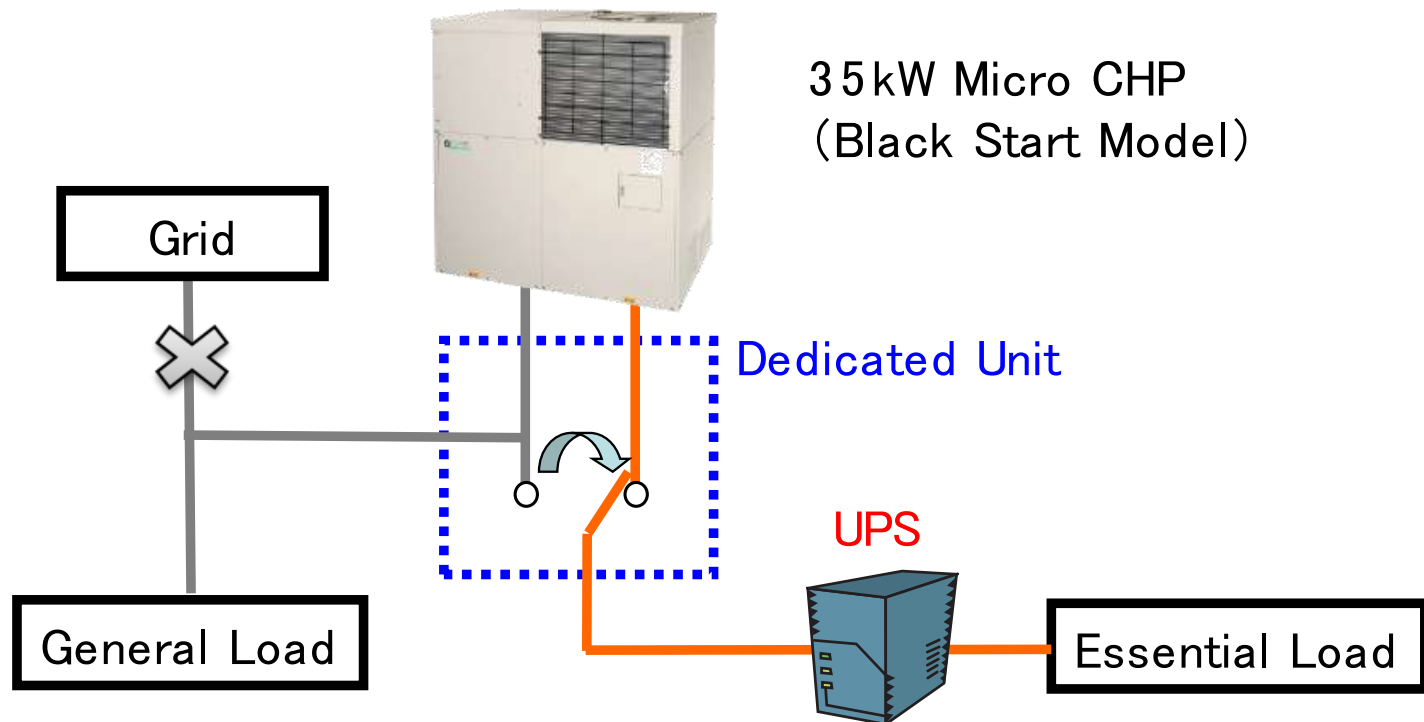 35kW Micro CHP
(Black Start Model)
Grid
Dedicated Unit
UPS
General Load
Essential Load